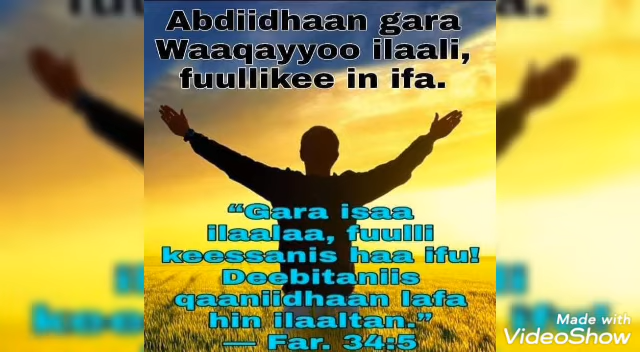 Abdiidhaan gara
Waaqayyoo ilaali,
fuullikee in ifa.
“Gara isaa
ilaalaa, fuulli
keessanis haa ifu!
Deebitaniis
qaaniidhaan lafa
hin ilaaltan.”
— Far. 34:5
Made with
VideoShow